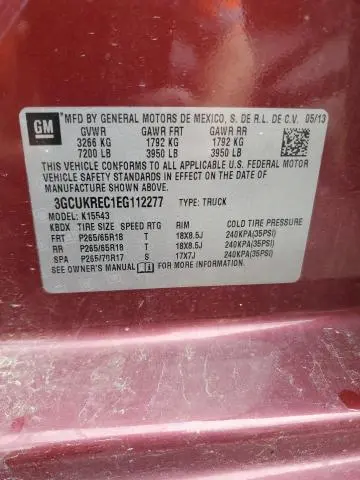 GM
MFD BY GENERAL MOTORS DE MEXICO, S. DE R.L. DE C.V. 05/13
GVWR GAWR FRT GAWR RR
3266 KG 1792 KG 1792 KG
7200 LB 3950 LB 3950 LB
THIS VEHICLE CONFORMS TO ALL APPLICABLE U.S. FEDERAL MOTOR
VEHICLE SAFETY STANDARDS IN EFFECT ON THE DATE OF
MANUFACTURE SHOWN ABOVE.
3GCUKREC1EG112277 TYPE: TRUCK
MODEL: K15543
KBDX TIRE SIZE SPEED RTG RIM COLD TIRE PRESSURE
FRT P265/65R18 T 18X8.5J 240KPA(35PSI)
RR P265/65R18 T 18X8.5J 240KPA(35PSI)
SPA P265/70R17 S 17X7J 240KPA(35PSI)
SEE OWNER'S MANUAL FOR ADDITIONAL INFORMATION